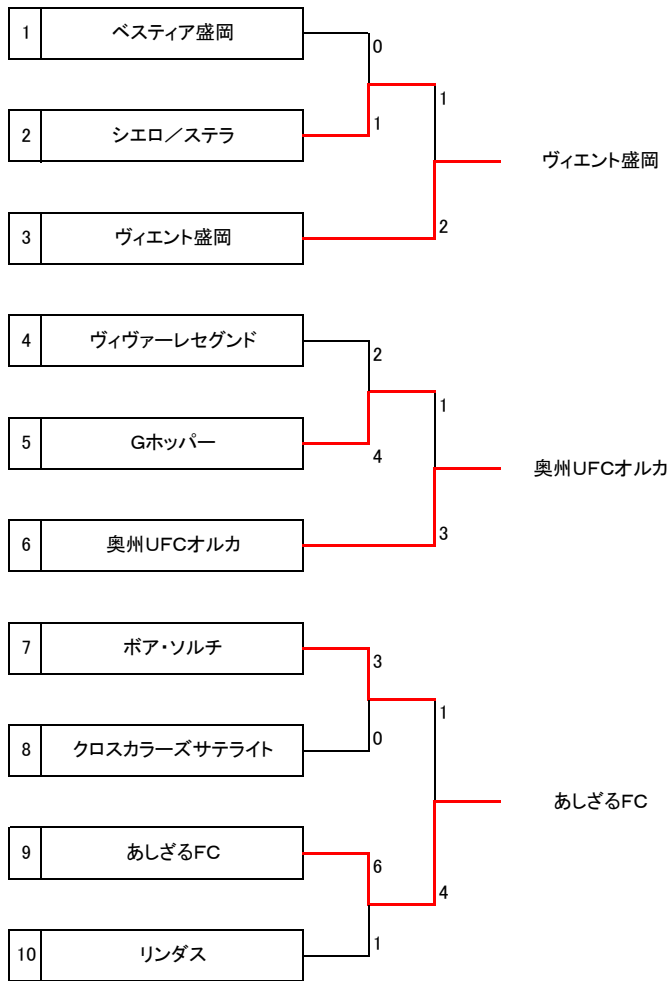 1 ベスティア盛岡
0
1
2 シエロ／ステラ
1
ヴィエント盛岡
3 ヴィエント盛岡
2
4 ヴィヴァーレセグンド
2
1
5 Gホッパー
4
奥州UFCオルカ
6 奥州UFCオルカ
3
7 ボア・ソルチ
3
1
8 クロスカラーズサテライト
0
あしざるFC
9 あしざるFC
6
4
10 リンダス
1